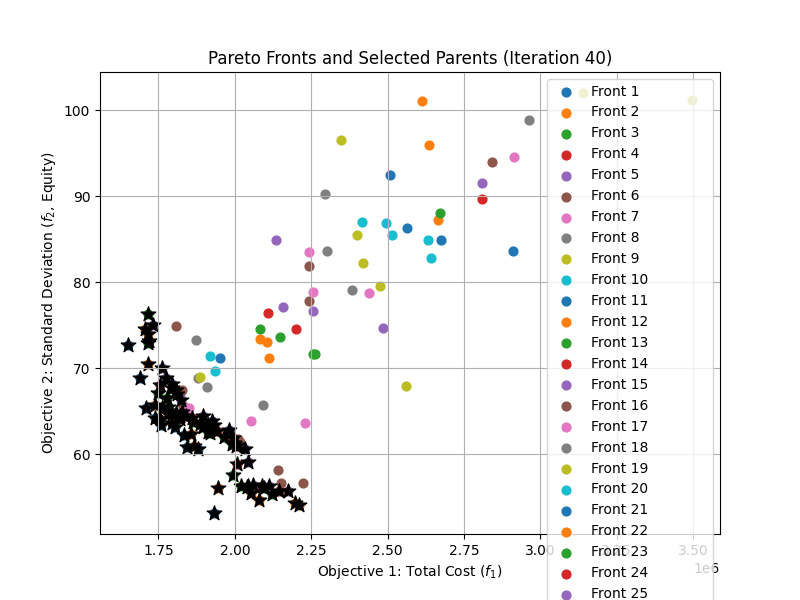 Pareto Fronts and Selected Parents (Iteration 40)
Objective 2: Standard Deviation (f₂, Equity)
100
90
80
70
60
1.75
2.00
2.25
2.50
2.75
3.00
3.25
3.50
1e6
Objective 1: Total Cost (f₁)
Front 1
Front 2
Front 3
Front 4
Front 5
Front 6
Front 7
Front 8
Front 9
Front 10
Front 11
Front 12
Front 13
Front 14
Front 15
Front 16
Front 17
Front 18
Front 19
Front 20
Front 21
Front 22
Front 23
Front 24
Front 25